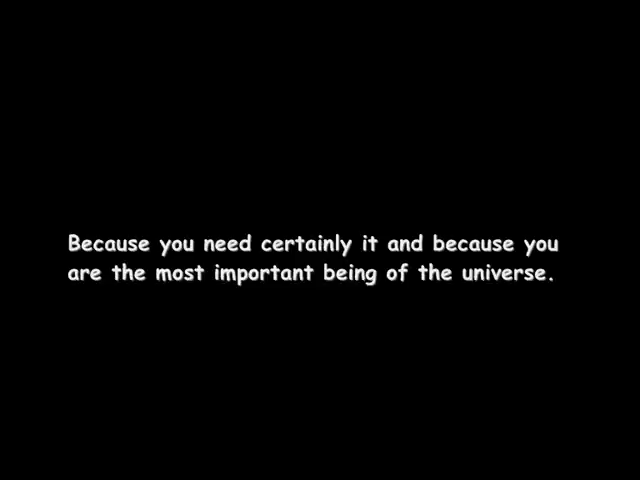 Because you need certainly it and because you
are the most important being of the universe.